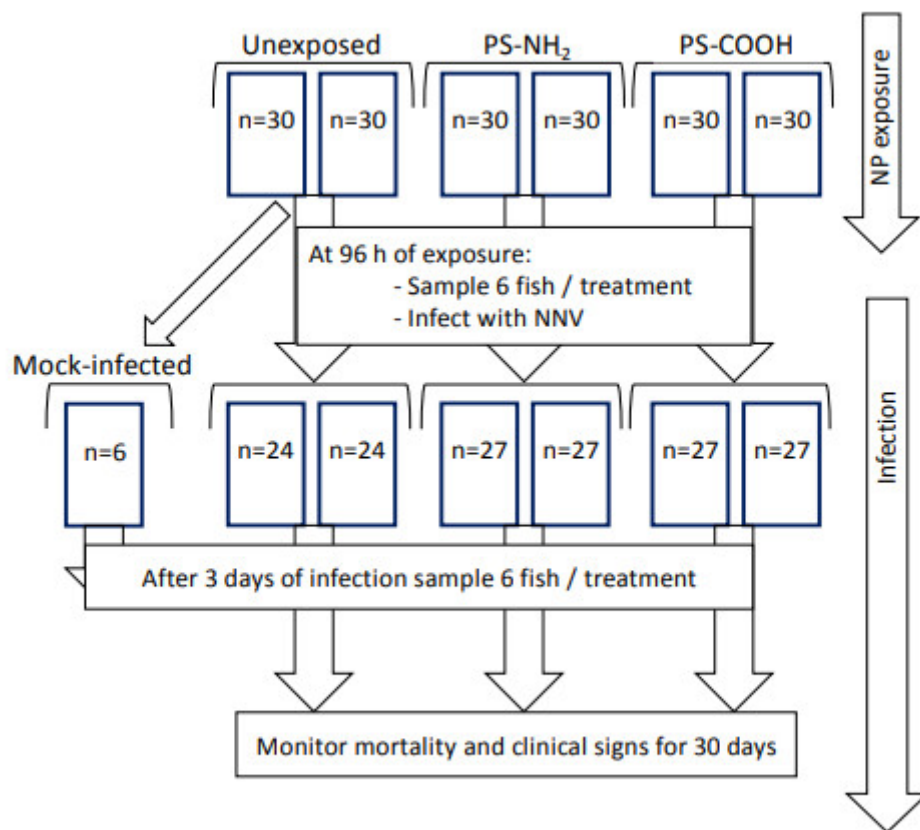 Unexposed
PS-NH₂
PS-COOH
n=30
n=30
n=30
n=30
n=30
n=30
NP exposure
At 96 h of exposure:
- Sample 6 fish / treatment
- Infect with NNV
Mock-infected
n=6
n=24
n=24
n=27
n=27
n=27
n=27
Infection
After 3 days of infection sample 6 fish / treatment
Monitor mortality and clinical signs for 30 days